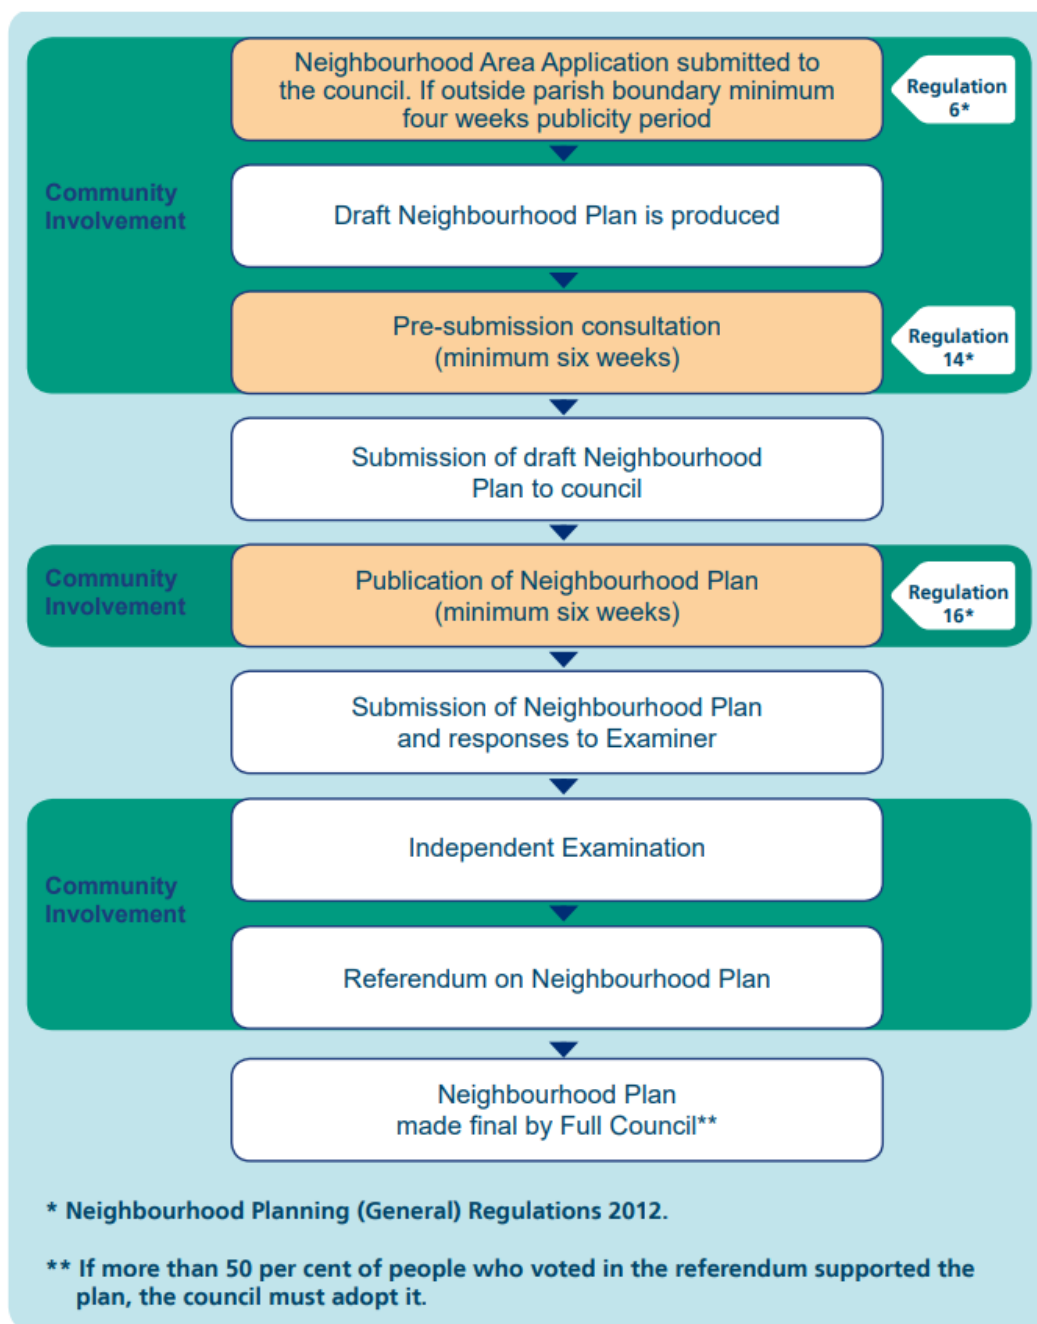 Neighbourhood Area Application submitted to
the council. If outside parish boundary minimum
four weeks publicity period
Regulation
6*
Community
Involvement
Draft Neighbourhood Plan is produced
Pre-submission consultation
(minimum six weeks)
Regulation
14*
Submission of draft Neighbourhood
Plan to council
Community
Involvement
Publication of Neighbourhood Plan
(minimum six weeks)
Regulation
16*
Submission of Neighbourhood Plan
and responses to Examiner
Independent Examination
Community
Involvement
Referendum on Neighbourhood Plan
Neighbourhood Plan
made final by Full Council**
* Neighbourhood Planning (General) Regulations 2012.
** If more than 50 per cent of people who voted in the referendum supported the
plan, the council must adopt it.